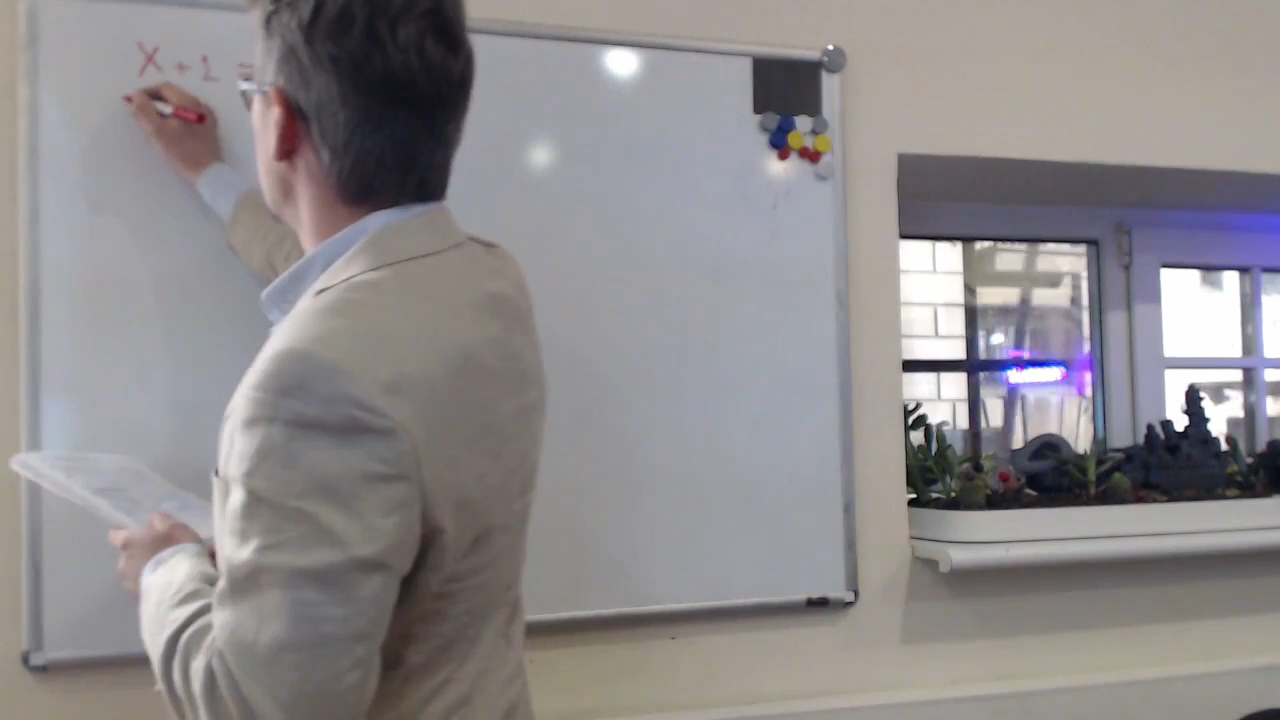 X + 1 =